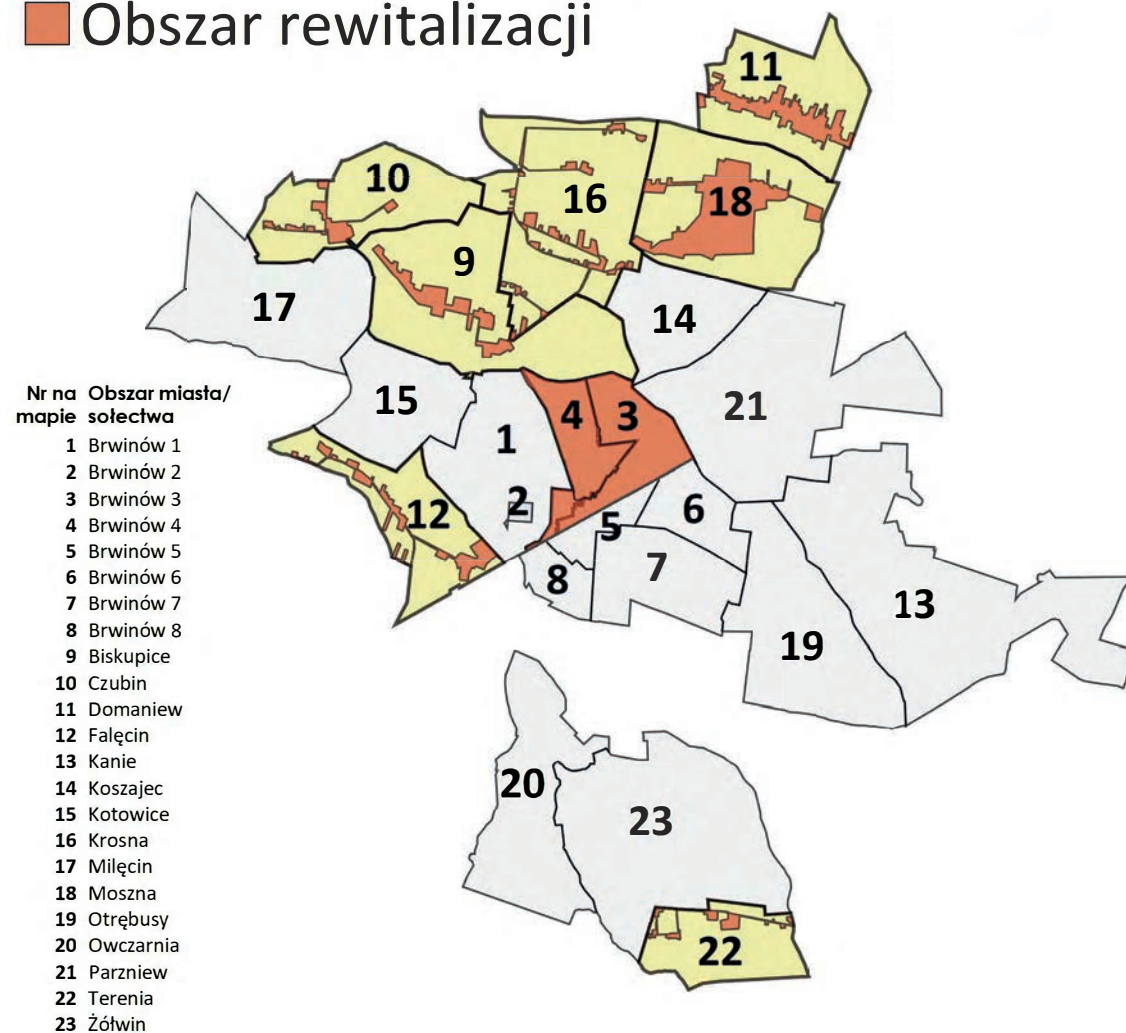 Obszar rewitalizacji
11
10
16
18
9
17
14
15
4
3
21
1
2
12
5
6
8
7
13
19
20
23
22
Nr na mapie Obszar miasta/ sołectwa
1 Brwinów 1
2 Brwinów 2
3 Brwinów 3
4 Brwinów 4
5 Brwinów 5
6 Brwinów 6
7 Brwinów 7
8 Brwinów 8
9 Biskupice
10 Czubin
11 Domaniew
12 Falęcin
13 Kanie
14 Koszajec
15 Kotowice
16 Krosna
17 Milęcin
18 Moszna
19 Otrębusy
20 Owczarnia
21 Parzniew
22 Terenia
23 Żółwin